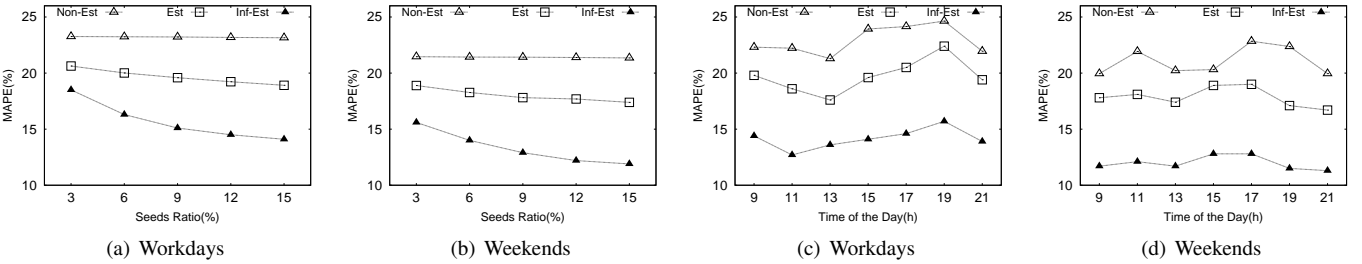 Non-Est Est Inf-Est
MAPE(%)
25
20
15
10
3 6 9 12 15
Seeds Ratio(%)
(a) Workdays
Non-Est Est Inf-Est
MAPE(%)
25
20
15
10
3 6 9 12 15
Seeds Ratio(%)
(b) Weekends
Non-Est Est Inf-Est
MAPE(%)
25
20
15
10
9 11 13 15 17 19 21
Time of the Day(h)
(c) Workdays
Non-Est Est Inf-Est
MAPE(%)
25
20
15
10
9 11 13 15 17 19 21
Time of the Day(h)
(d) Weekends